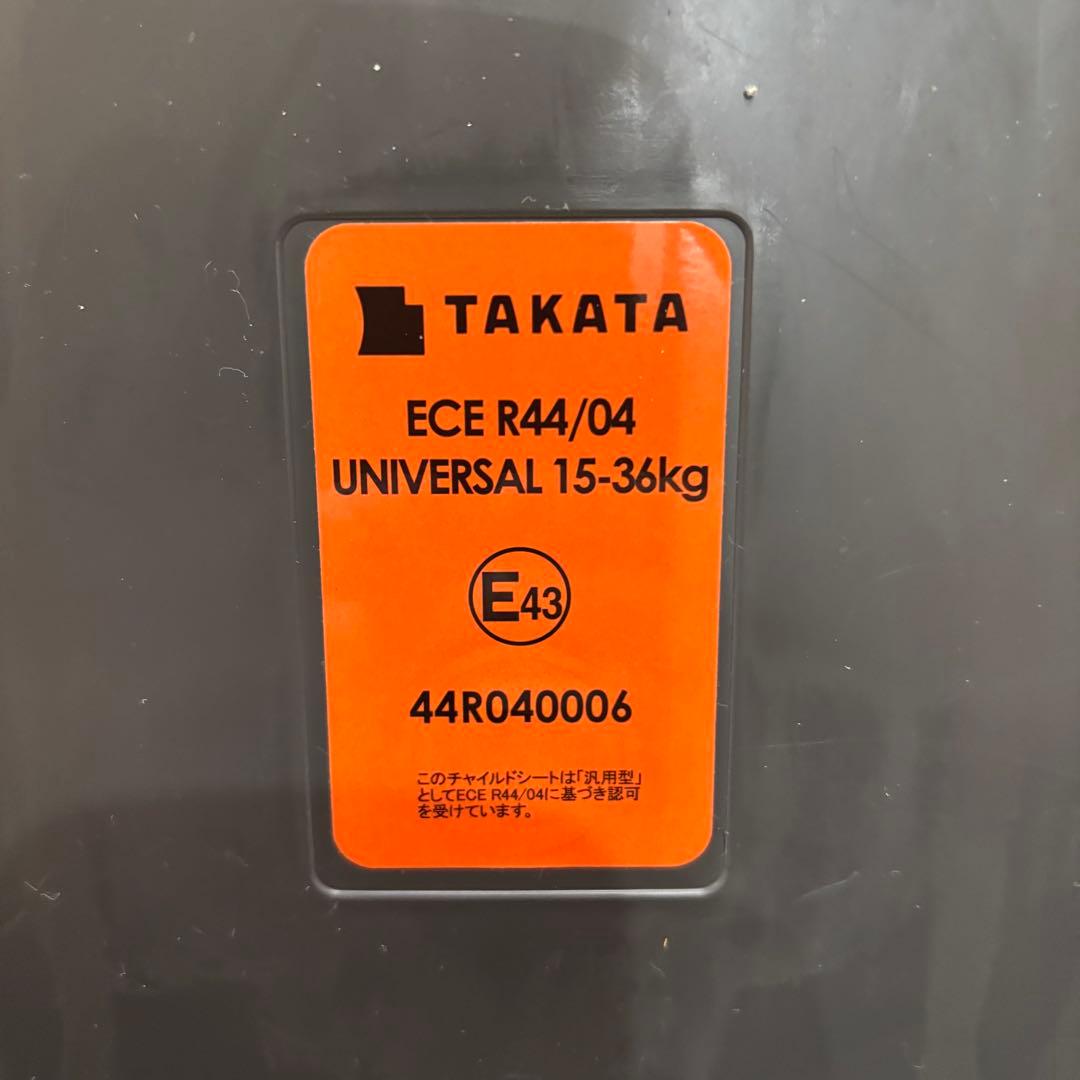 TAKATA
ECE R44/04
UNIVERSAL 15-36kg
E43
44R040006
このチャイルドシートは「汎用型」
としてECE R44/04に基づき認可
を受けています。